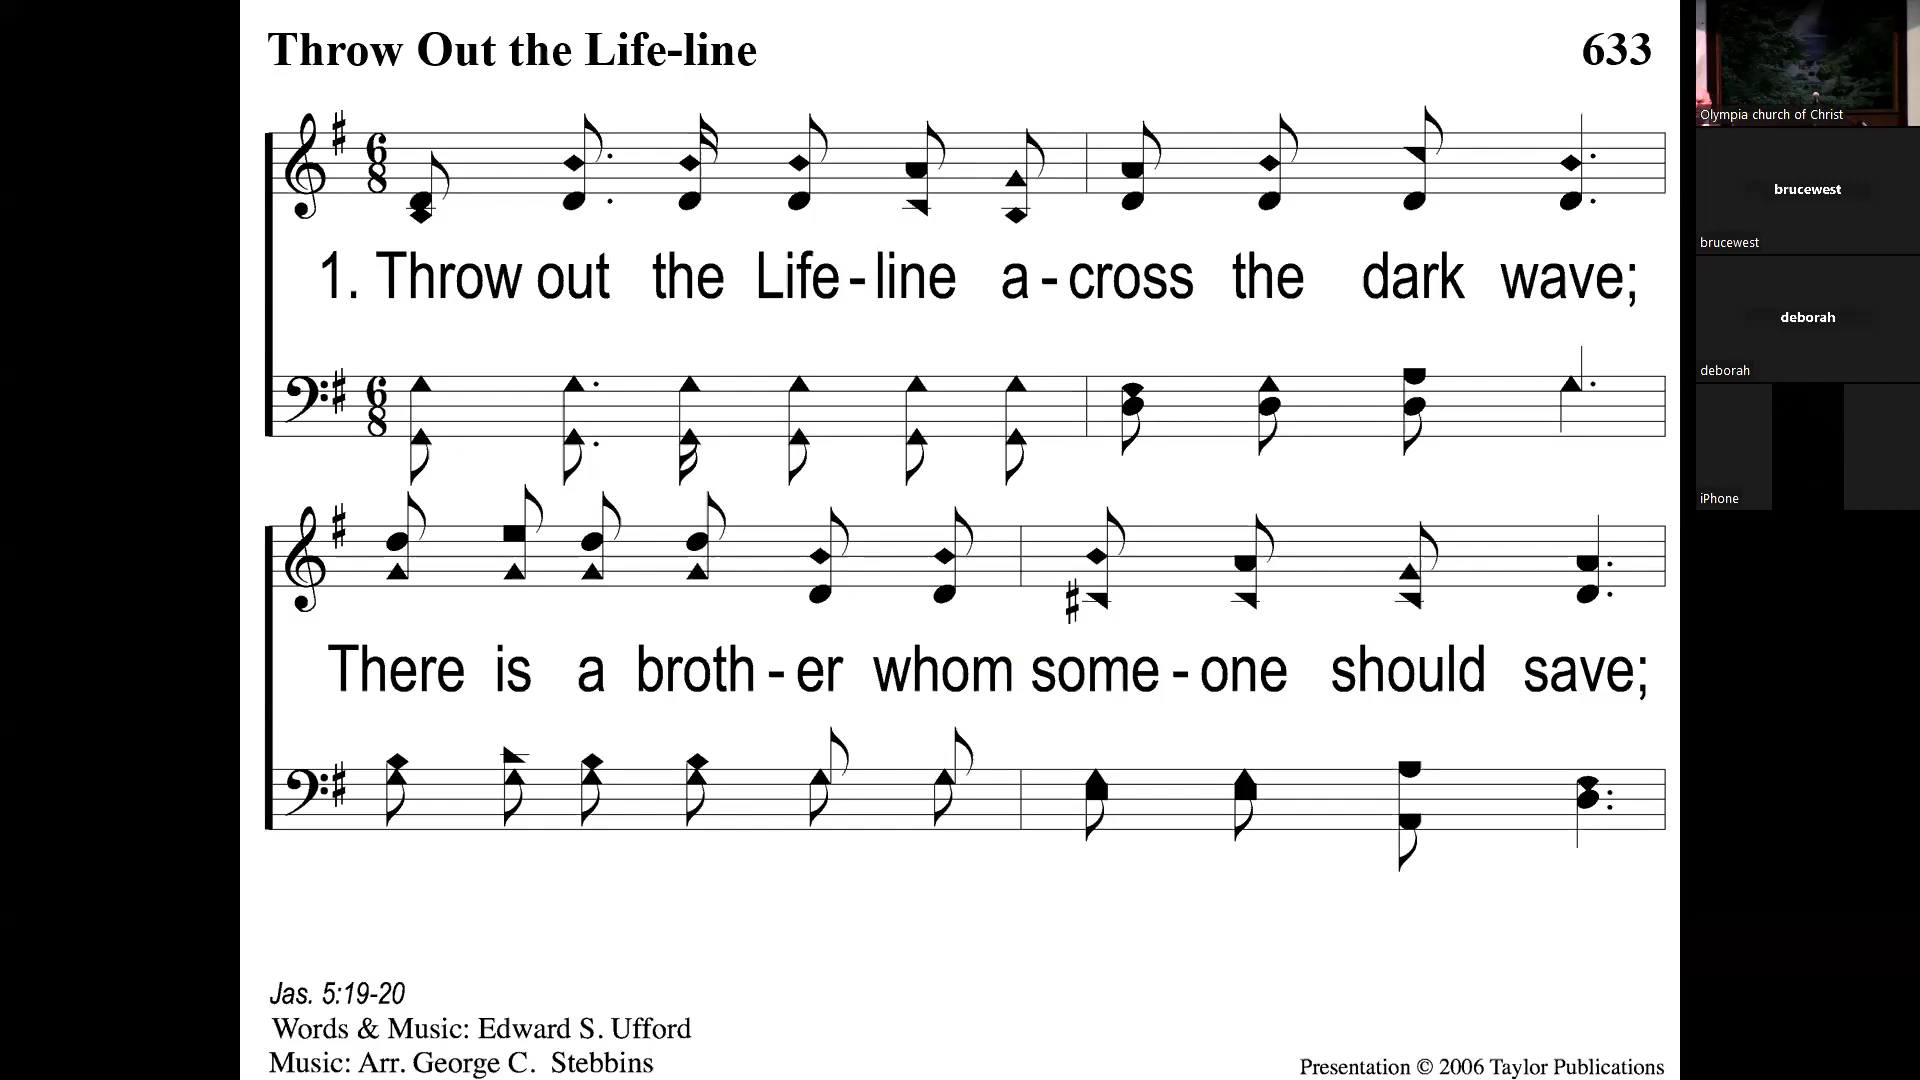 Throw Out the Life-line
633
1. Throw out the Life - line a - cross the dark wave;
There is a broth - er whom some - one should save;
Jas. 5:19-20
Words & Music: Edward S. Ufford
Music: Arr. George C. Stebbins
Presentation © 2006 Taylor Publications
Olympia church of Christ
brucewest
brucewest
deborah
deborah
iPhone